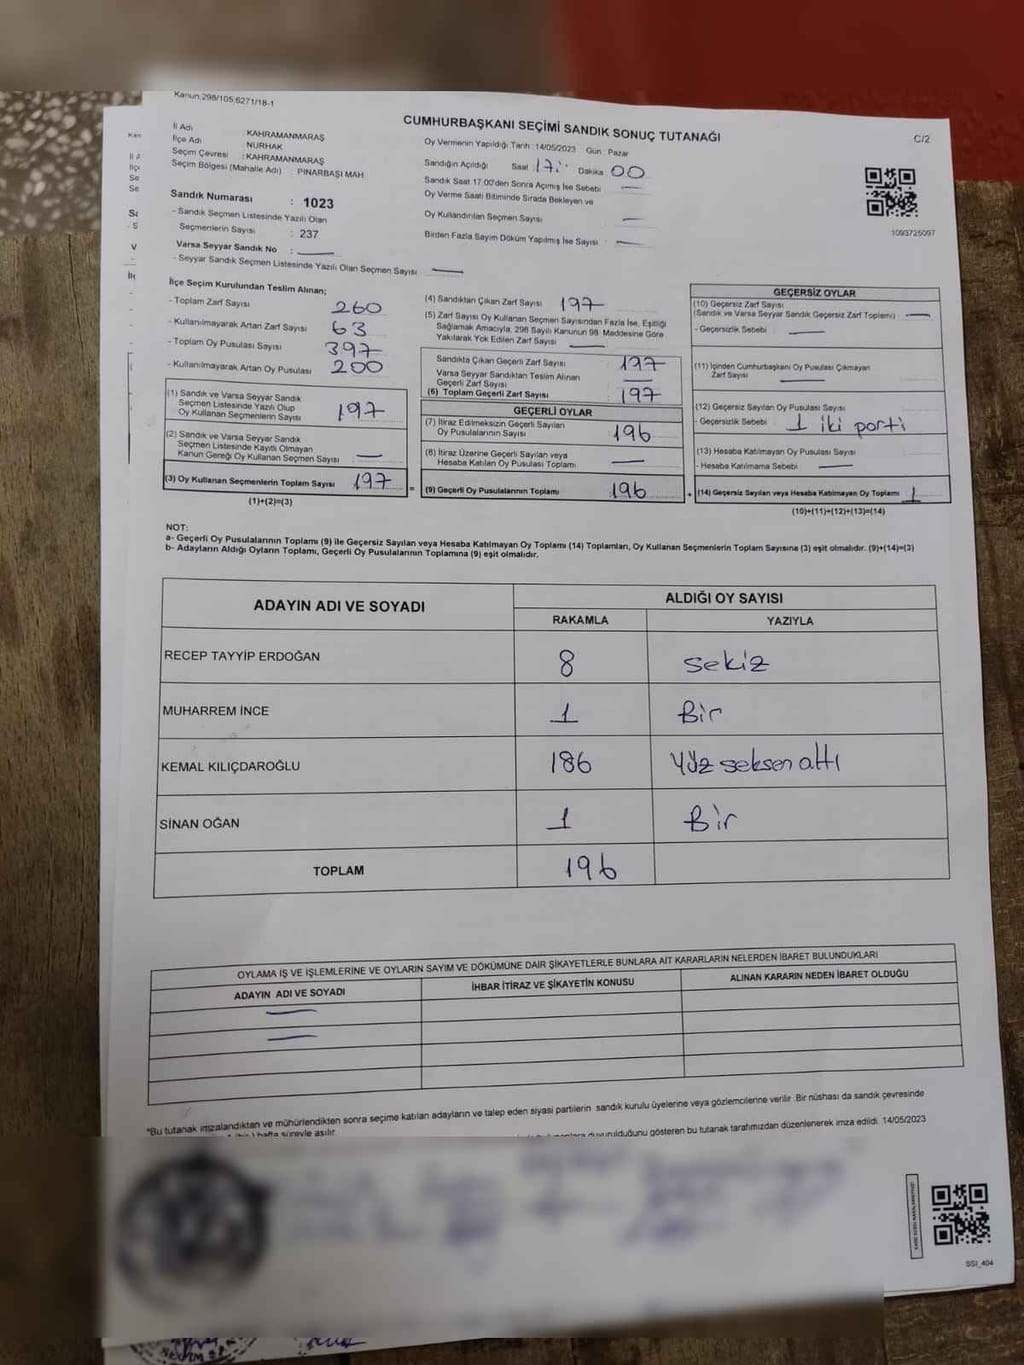 Kanun:298/105;6271/18-1
CUMHURBAŞKANI SEÇİMİ SANDIK SONUÇ TUTANAĞI
C/2
İl Adı KAHRAMANMARAŞ
İlçe Adı NURHAK
Seçim Çevresi : KAHRAMANMARAŞ
Seçim Bölgesi (Mahalle Adı) PINARBAŞI MAH
Sandık Numarası : 1023
- Sandık Seçmen Listesinde Yazılı Olan
Seçmenlerin Sayısı : 237
Varsa Seyyar Sandık No :
- Seyyar Sandık Seçmen Listesinde Yazılı Olan Seçmen Sayısı
Oy Vermenin Yapıldığı Tarih :14/05/2023 Gün : Pazar
Sandığın Açıldığı Saat 17: Dakika 00
Sandık Saat 17:00'den Sonra Açılmış İse Sebebi
Oy Verme Saati Bitiminde Sırada Bekleyen ve
Oy Kullandırılan Seçmen Sayısı
Birden Fazla Sayım Döküm Yapılmış İse Sayısı
1093725097
İlçe Seçim Kurulundan Teslim Alınan;
- Toplam Zarf Sayısı 260
- Kullanılmayarak Artan Zarf Sayısı 63
- Toplam Oy Pusulası Sayısı 397
- Kullanılmayarak Artan Oy Pusulası 200
(1) Sandık ve Varsa Seyyar Sandık
Seçmen Listesinde Yazılı Olup
Oy Kullanan Seçmenlerin Sayısı 197
(2) Sandık ve Varsa Seyyar Sandık
Seçmen Listesinde Kayıtlı Olmayan
Kanun Gereği Oy Kullanan Seçmen Sayısı
(3) Oy Kullanan Seçmenlerin Toplam Sayısı 197
(1)+(2)=(3)
(4) Sandıktan Çıkan Zarf Sayısı 197
(5) Zarf Sayısı Oy Kullanan Seçmen Sayısından Fazla İse, Eşitliği
Sağlamak Amacıyla, 298 Sayılı Kanunun 98. Maddesine Göre
Yakılarak Yok Edilen Zarf Sayısı
Sandıkta Çıkan Geçerli Zarf Sayısı 197
Varsa Seyyar Sandıktan Teslim Alınan
Geçerli Zarf Sayısı
(6) Toplam Geçerli Zarf Sayısı 197
GEÇERLİ OYLAR
(7) İtiraz Edilmeksizin Geçerli Sayılan
Oy Pusulalarının Sayısı 196
(8) İtiraz Üzerine Geçerli Sayılan veya
Hesaba Katılan Oy Pusulası Toplamı
= (9) Geçerli Oy Pusulalarının Toplamı 196
GEÇERSİZ OYLAR
(10) Geçersiz Zarf Sayısı
(Sandık ve Varsa Seyyar Sandık Geçersiz Zarf Toplamı)
- Geçersizlik Sebebi
(11) İçinden Cumhurbaşkanı Oy Pusulası Çıkmayan
Zarf Sayısı
(12) Geçersiz Sayılan Oy Pusulası Sayısı
- Geçersizlik Sebebi 1 iki parti
(13) Hesaba Katılmayan Oy Pusulası Sayısı
- Hesaba Katılmama Sebebi
+ (14) Geçersiz Sayılan veya Hesaba Katılmayan Oy Toplamı 1
(10)+(11)+(12)+(13)=(14)
NOT:
a- Geçerli Oy Pusulalarının Toplamı (9) ile Geçersiz Sayılan veya Hesaba Katılmayan Oy Toplamı (14) Toplamları, Oy Kullanan Seçmenlerin Toplam Sayısına (3) eşit olmalıdır. (9)+(14)=(3)
b- Adayların Aldığı Oyların Toplamı, Geçerli Oy Pusulalarının Toplamına (9) eşit olmalıdır.
ADAYIN ADI VE SOYADI
ALDIĞI OY SAYISI
RAKAMLA YAZIYLA
RECEP TAYYİP ERDOĞAN 8 sekiz
MUHARREM İNCE 1 Bir
KEMAL KILIÇDAROĞLU 186 Yüz seksen altı
SİNAN OĞAN 1 Bir
TOPLAM 196
OYLAMA İŞ VE İŞLEMLERİNE VE OYLARIN SAYIM VE DÖKÜMÜNE DAİR ŞİKAYETLERLE BUNLARA AİT KARARLARIN NELERDEN İBARET BULUNDUKLARI
ADAYIN ADI VE SOYADI İHBAR İTİRAZ VE ŞİKAYETİN KONUSU ALINAN KARARIN NEDEN İBARET OLDUĞU
*Bu tutanak imzalandıktan ve mühürlendikten sonra seçime katılan adayların ve talep eden siyasi partilerin sandık kurulu üyelerine veya gözlemcilerine verilir. Bir nüshası da sandık çevresinde
hafta süreyle asılır. duyurulduğunu gösteren bu tutanak tarafımızdan düzenlenerek imza edildi. 14/05/2023
SSI_404